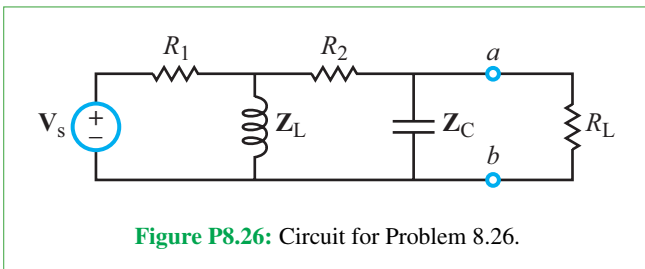 R1 R2 a
Vs + − ZL ZC RL
b
Figure P8.26: Circuit for Problem 8.26.